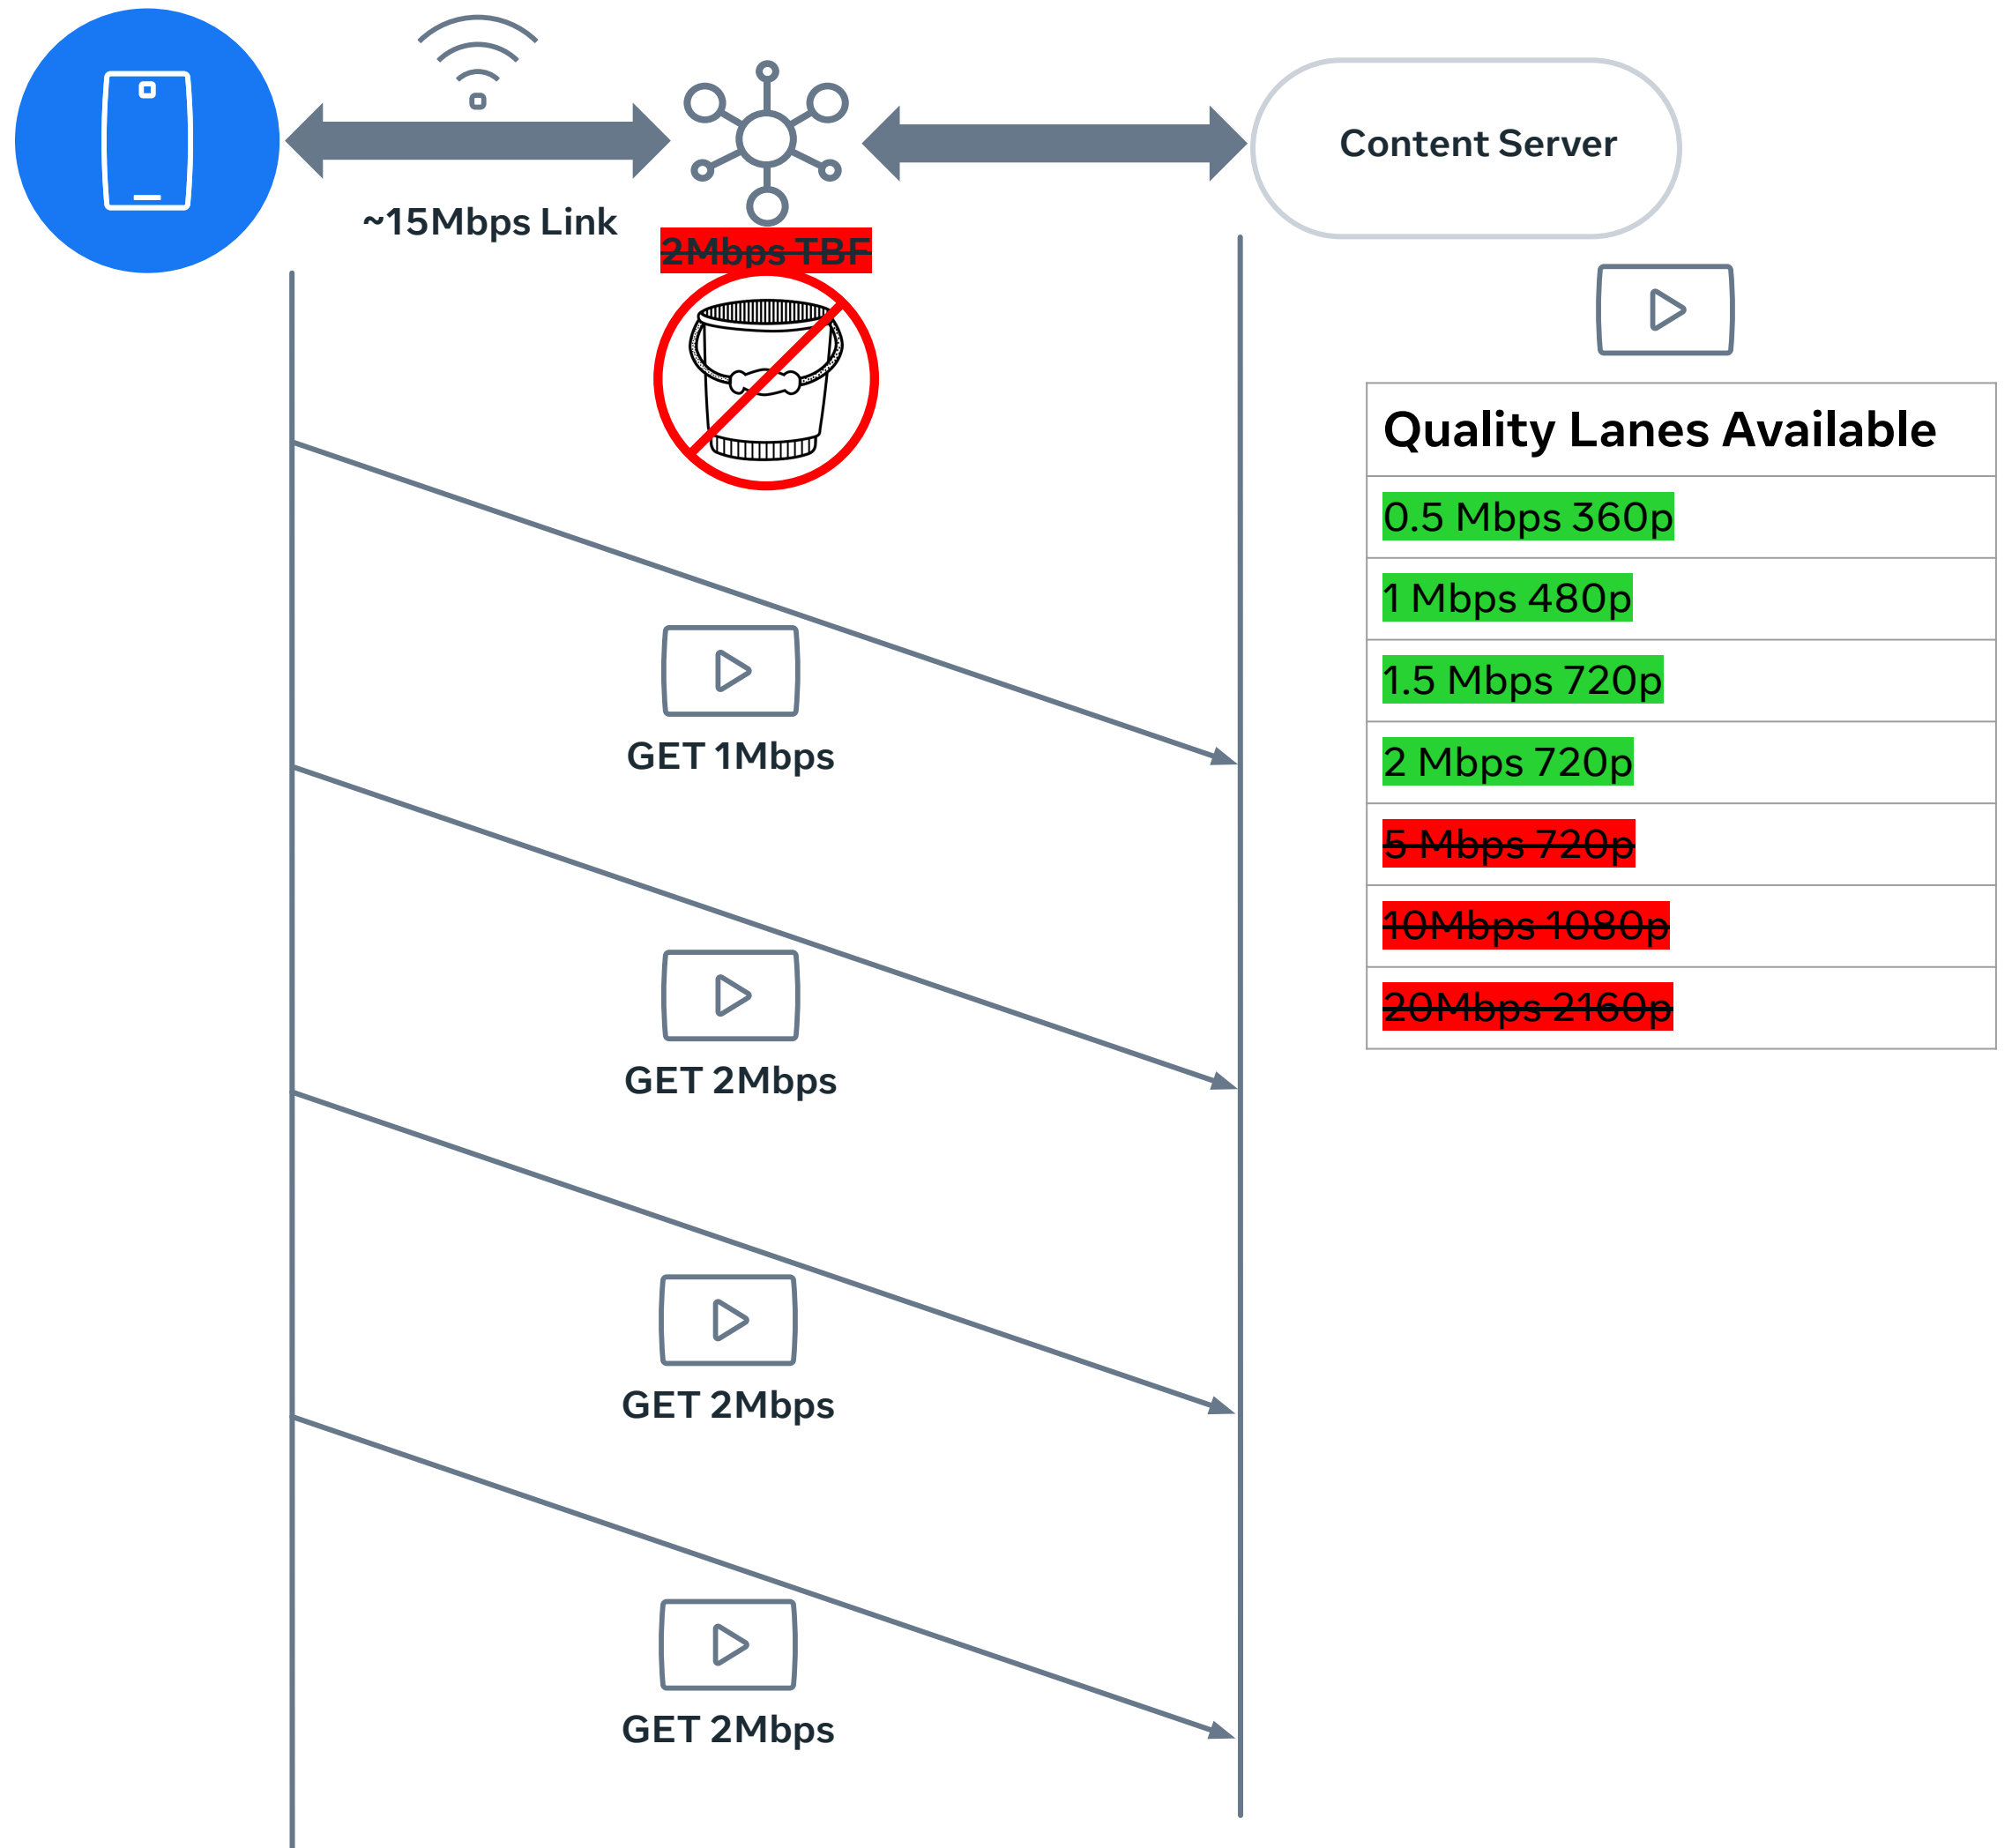 Content Server
~15Mbps Link
2Mbps TBF
Quality Lanes Available
0.5 Mbps 360p
1 Mbps 480p
1.5 Mbps 720p
2 Mbps 720p
5 Mbps 720p
10Mbps 1080p
20Mbps 2160p
GET 1Mbps
GET 2Mbps
GET 2Mbps
GET 2Mbps